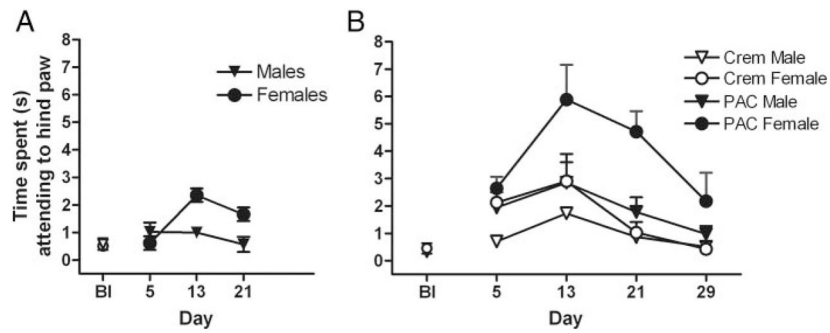 A
8
7
6
5
4
3
2
1
0
Time spent (s)
attending to hind paw
Males
Females
BI 5 13 21
Day
B
8
7
6
5
4
3
2
1
0
Crem Male
Crem Female
PAC Male
PAC Female
BI 5 13 21 29
Day